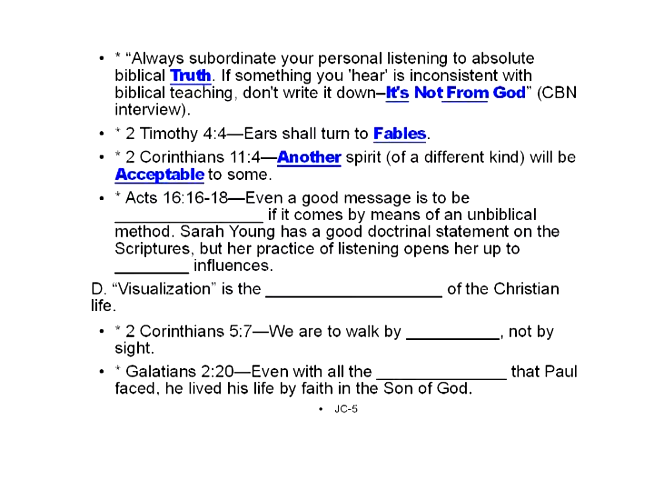 • * “Always subordinate your personal listening to absolute
biblical Truth. If something you 'hear' is inconsistent with
biblical teaching, don't write it down–It's Not From God” (CBN
interview).
• * 2 Timothy 4:4—Ears shall turn to Fables.
• * 2 Corinthians 11:4—Another spirit (of a different kind) will be
Acceptable to some.
• * Acts 16:16-18—Even a good message is to be
_________________ if it comes by means of an unbiblical
method. Sarah Young has a good doctrinal statement on the
Scriptures, but her practice of listening opens her up to
________ influences.
D. “Visualization” is the ____________________ of the Christian
life.
• * 2 Corinthians 5:7—We are to walk by __________, not by
sight.
• * Galatians 2:20—Even with all the ______________ that Paul
faced, he lived his life by faith in the Son of God.
• JC-5